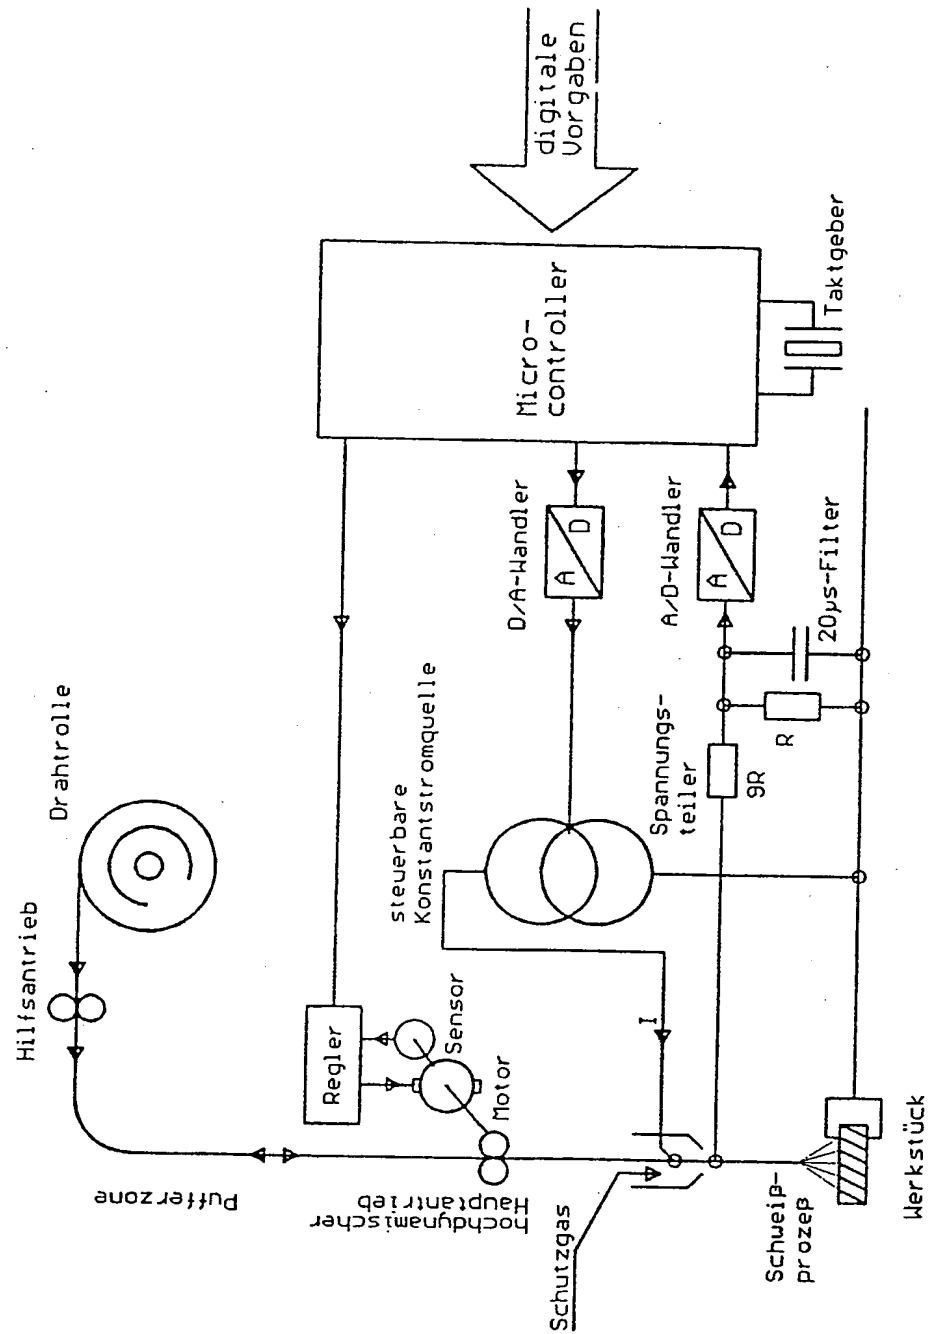 Drahtrolle
Hilfsantrieb
Pufferzone
hochdynamischer
Hauptantrieb
Regler
Sensor
Motor
steuerbare
Konstantstromquelle
D/A-Wandler
A
D
Micro-
controller
digitale
Vorgaben
Taktgeber
A/D-Wandler
A
D
20µs-Filter
R
9R
Spannungs-
teiler
I
Schutzgas
Schweiß-
prozeß
Werkstück